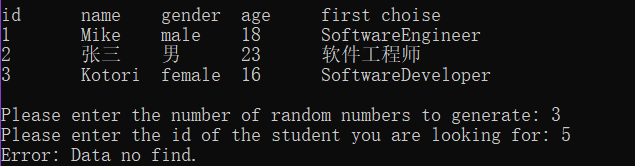 id name gender age first choise
1 Mike male 18 SoftwareEngineer
2 张三 男 23 软件工程师
3 Kotori female 16 SoftwareDeveloper
Please enter the number of random numbers to generate: 3
Please enter the id of the student you are looking for: 5
Error: Data no find.